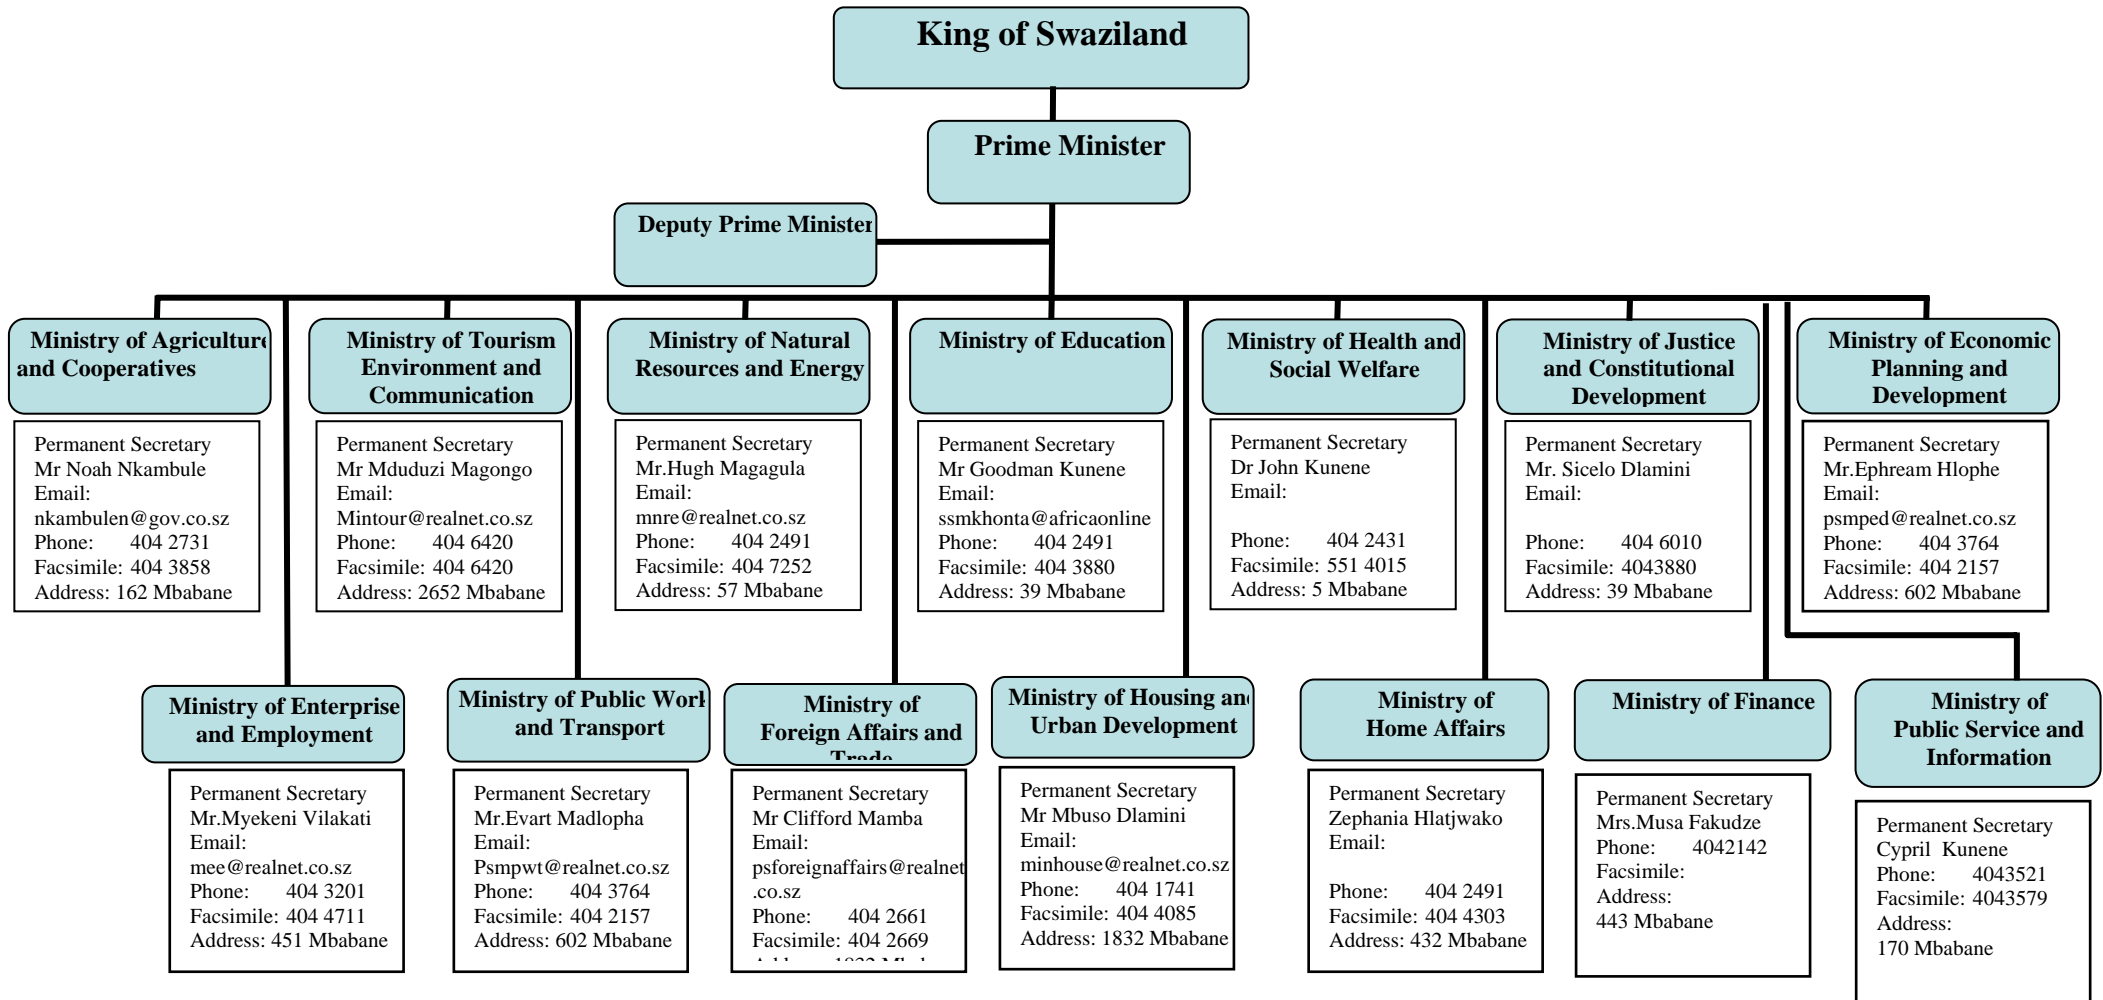 King of Swaziland
Prime Minister
Deputy Prime Minister
Ministry of Agriculture
and Cooperatives
Permanent Secretary
Mr Noah Nkambule
Email:
nkambulen@gov.co.sz
Phone: 404 2731
Facsimile: 404 3858
Address: 162 Mbabane
Ministry of Tourism
Environment and
Communication
Permanent Secretary
Mr Mduduzi Magongo
Email:
Mintour@realnet.co.sz
Phone: 404 6420
Facsimile: 404 6420
Address: 2652 Mbabane
Ministry of Natural
Resources and Energy
Permanent Secretary
Mr.Hugh Magagula
Email:
mnre@realnet.co.sz
Phone: 404 2491
Facsimile: 404 7252
Address: 57 Mbabane
Ministry of Education
Permanent Secretary
Mr Goodman Kunene
Email:
ssmkhonta@africaonline
Phone: 404 2491
Facsimile: 404 3880
Address: 39 Mbabane
Ministry of Health and
Social Welfare
Permanent Secretary
Dr John Kunene
Email:
Phone: 404 2431
Facsimile: 551 4015
Address: 5 Mbabane
Ministry of Justice
and Constitutional
Development
Permanent Secretary
Mr. Sicelo Dlamini
Email:
Phone: 404 6010
Facsimile: 4043880
Address: 39 Mbabane
Ministry of Economic
Planning and
Development
Permanent Secretary
Mr.Ephream Hlophe
Email:
psmped@realnet.co.sz
Phone: 404 3764
Facsimile: 404 2157
Address: 602 Mbabane
Ministry of Enterprise
and Employment
Permanent Secretary
Mr.Myekeni Vilakati
Email:
mee@realnet.co.sz
Phone: 404 3201
Facsimile: 404 4711
Address: 451 Mbabane
Ministry of Public Work
and Transport
Permanent Secretary
Mr.Evart Madlopha
Email:
Psmpwt@realnet.co.sz
Phone: 404 3764
Facsimile: 404 2157
Address: 602 Mbabane
Ministry of
Foreign Affairs and
Trade
Permanent Secretary
Mr Clifford Mamba
Email:
psforeignaffairs@realnet
.co.sz
Phone: 404 2661
Facsimile: 404 2669
Ministry of Housing and
Urban Development
Permanent Secretary
Mr Mbuso Dlamini
Email:
minhouse@realnet.co.sz
Phone: 404 1741
Facsimile: 404 4085
Address: 1832 Mbabane
Ministry of
Home Affairs
Permanent Secretary
Zephania Hlatjwako
Email:
Phone: 404 2491
Facsimile: 404 4303
Address: 432 Mbabane
Ministry of Finance
Permanent Secretary
Mrs.Musa Fakudze
Phone: 4042142
Facsimile:
Address:
443 Mbabane
Ministry of
Public Service and
Information
Permanent Secretary
Cypril Kunene
Phone: 4043521
Facsimile: 4043579
Address:
170 Mbabane